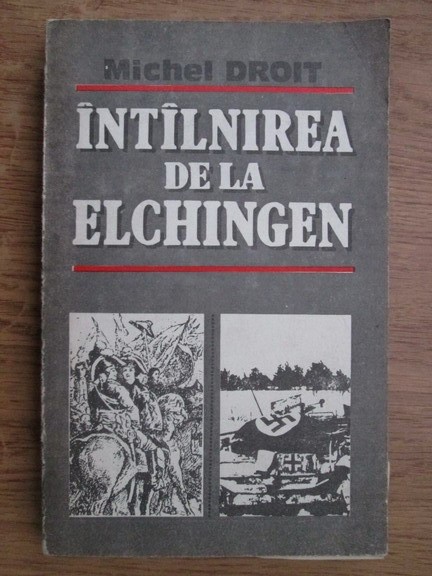 Michel DROIT
ÎNTÎLNIREA
DE LA
ELCHINGEN